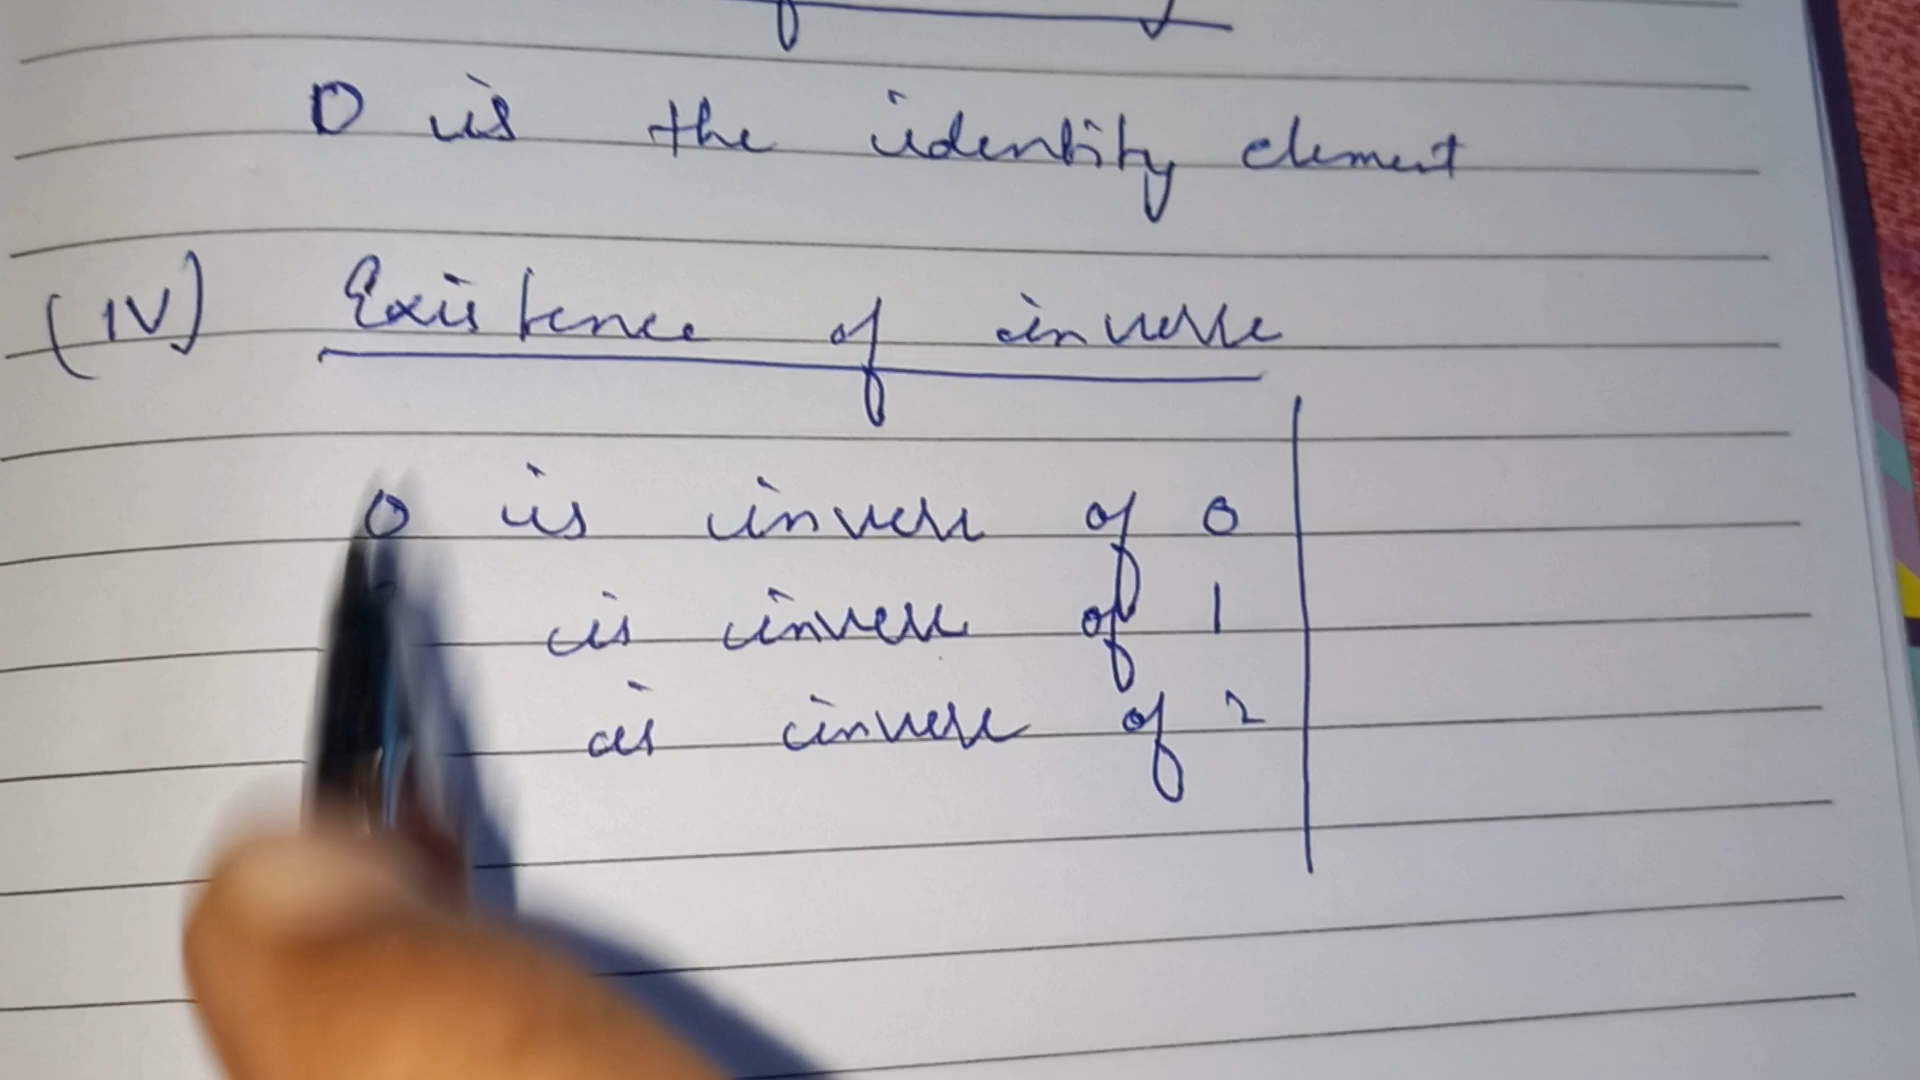 0 is the identity element
(IV) Existence of inverse
0 is inverse of 0
is inverse of 1
is inverse of 2